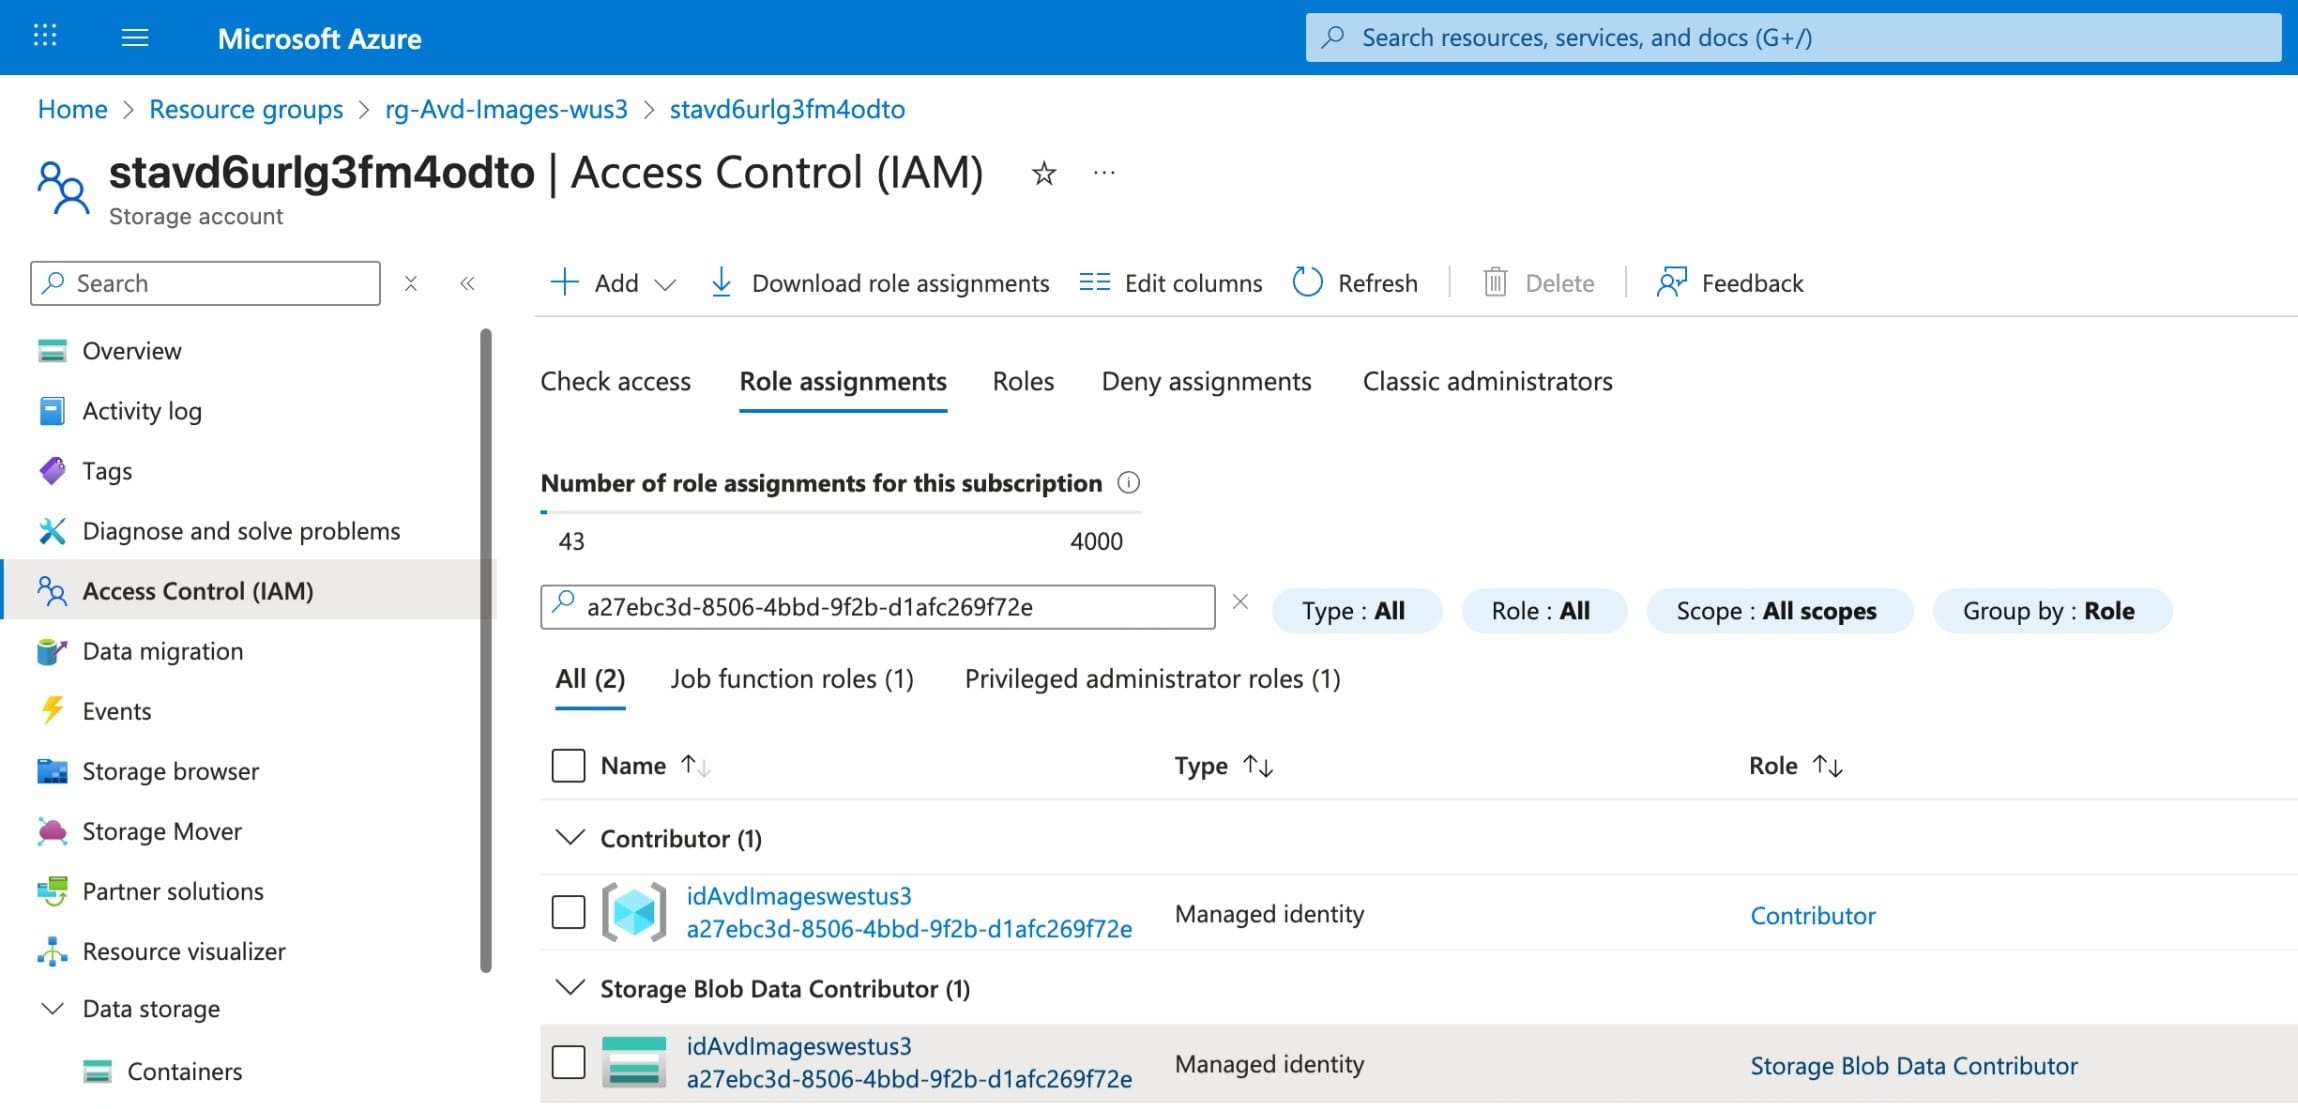 Microsoft Azure
Search resources, services, and docs (G+/)
Home > Resource groups > rg-Avd-Images-wus3 > stavd6urlg3fm4odto
stavd6urlg3fm4odto | Access Control (IAM)
Storage account
Search
Add
Download role assignments
Edit columns
Refresh
Delete
Feedback
Overview
Activity log
Tags
Diagnose and solve problems
Access Control (IAM)
Data migration
Events
Storage browser
Storage Mover
Partner solutions
Resource visualizer
Data storage
Containers
Check access
Role assignments
Roles
Deny assignments
Classic administrators
Number of role assignments for this subscription
43
4000
a27ebc3d-8506-4bbd-9f2b-d1afc269f72e
Type : All
Role : All
Scope : All scopes
Group by : Role
All (2)
Job function roles (1)
Privileged administrator roles (1)
Name
Type
Role
Contributor (1)
idAvdImageswestus3
a27ebc3d-8506-4bbd-9f2b-d1afc269f72e
Managed identity
Contributor
Storage Blob Data Contributor (1)
idAvdImageswestus3
a27ebc3d-8506-4bbd-9f2b-d1afc269f72e
Managed identity
Storage Blob Data Contributor